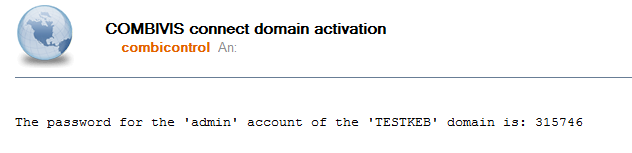 COMBIVIS connect domain activation
combicontrol An:
The password for the 'admin' account of the 'TESTKEB' domain is: 315746